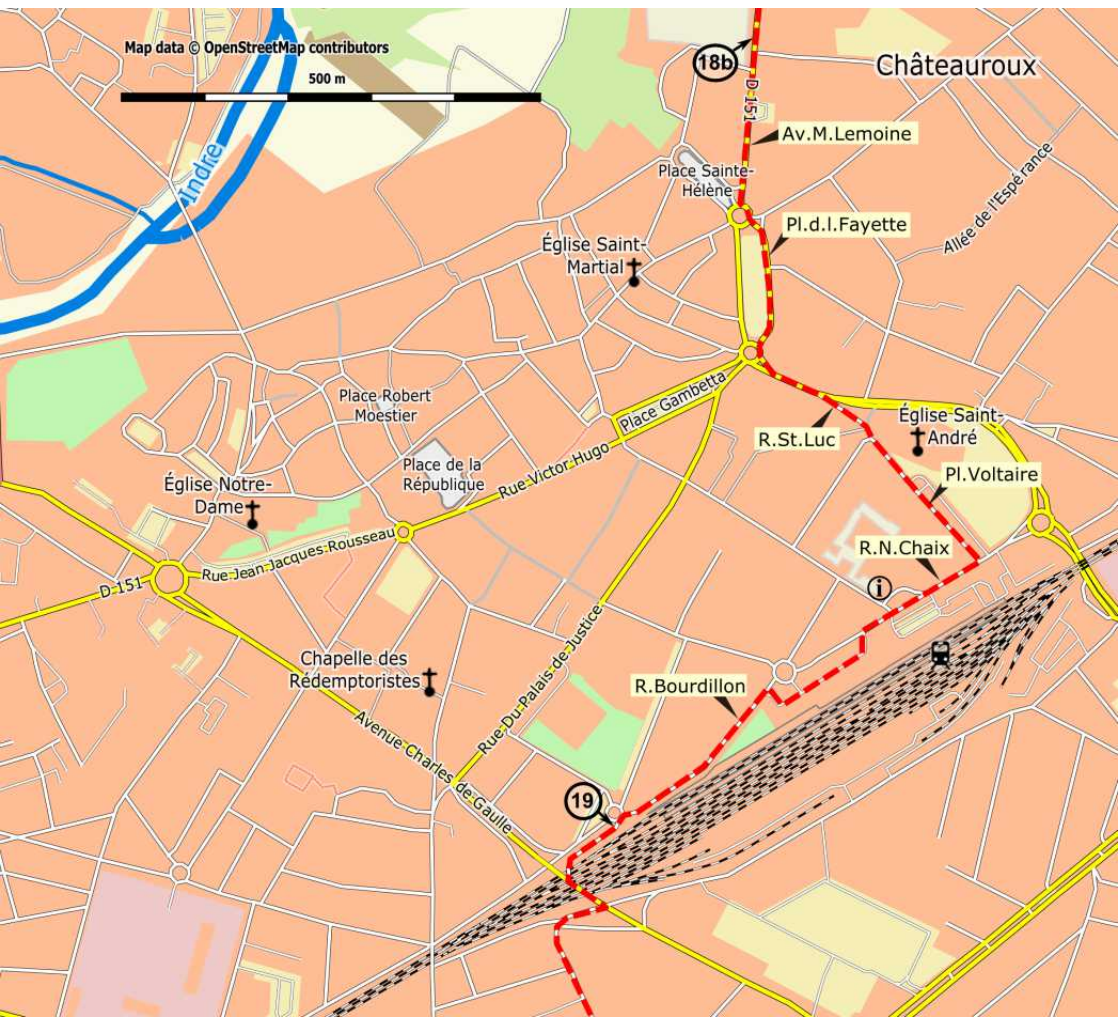 Map data © OpenStreetMap contributors
500 m
18b
Châteauroux
D 151
Av.M.Lemoine
Place Sainte-
Hélène
Indre
Allée de l'Espérance
Pl.d.l.Fayette
Église Saint-
Martial
Place Gambetta
Place Robert
Moestier
R.St.Luc
Église Saint-
André
Place de la
République
Rue Victor Hugo
Pl.Voltaire
Église Notre-
Dame
Rue Jean Jacques Rousseau
R.N.Chaix
D 151
i
Rue Du Palais de Justice
Chapelle des
Rédemptoristes
R.Bourdillon
Avenue Charles de Gaulle
19